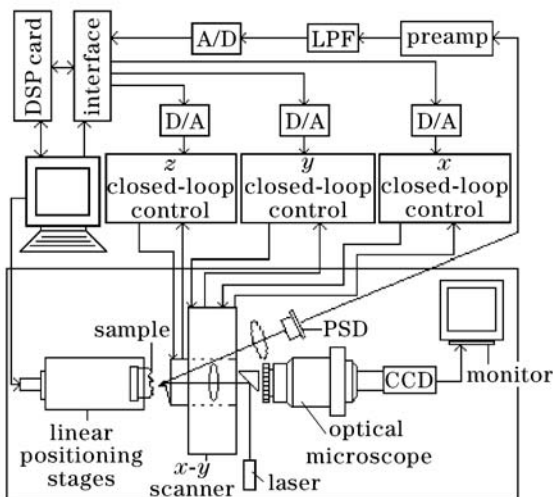 DSP card
interface
A/D
LPF
preamp
D/A
D/A
D/A
z
closed-loop
control
y
closed-loop
control
x
closed-loop
control
sample
PSD
CCD
monitor
linear
positioning
stages
x-y
scanner
laser
optical
microscope